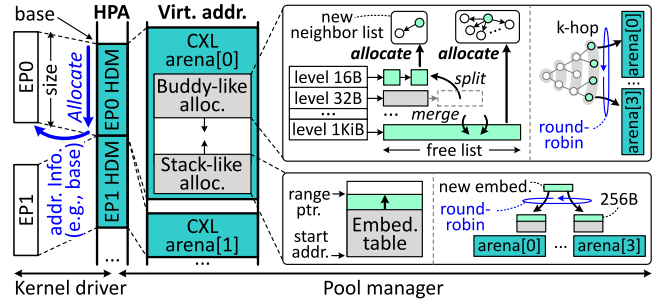 base
HPA
Virt. addr.
EP0
size
Allocate
EP0 HDM
CXL
arena[0]
Buddy-like
alloc.
Stack-like
alloc.
addr. Info.
(e.g., base)
EP1
EP1 HDM
CXL
arena[1]
...
...
new
neighbor list
allocate
allocate
level 16B
level 32B
...
level 1KiB
split
merge
free list
k-hop
round-
robin
arena[0]
...
arena[3]
range
ptr.
start
addr.
Embed.
table
new embed.
round-
robin
256B
arena[0]
...
arena[3]
Kernel driver
Pool manager